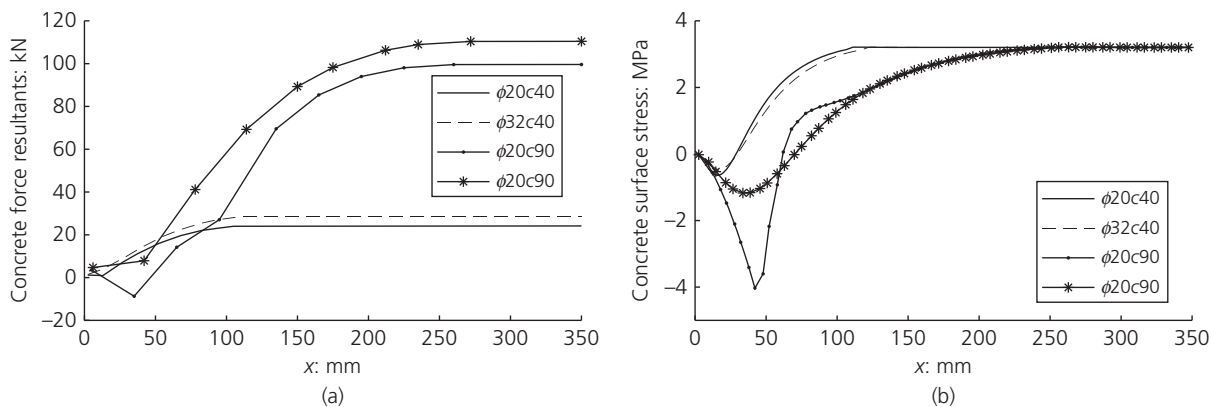 120
100
80
60
40
20
0
−20
Concrete force resultants: kN
ϕ20c40
ϕ32c40
ϕ20c90
ϕ20c90
0
50
100
150
200
250
300
350
x: mm
(a)
4
2
0
−2
−4
Concrete surface stress: MPa
ϕ20c40
ϕ32c40
ϕ20c90
ϕ20c90
0
50
100
150
200
250
300
350
x: mm
(b)